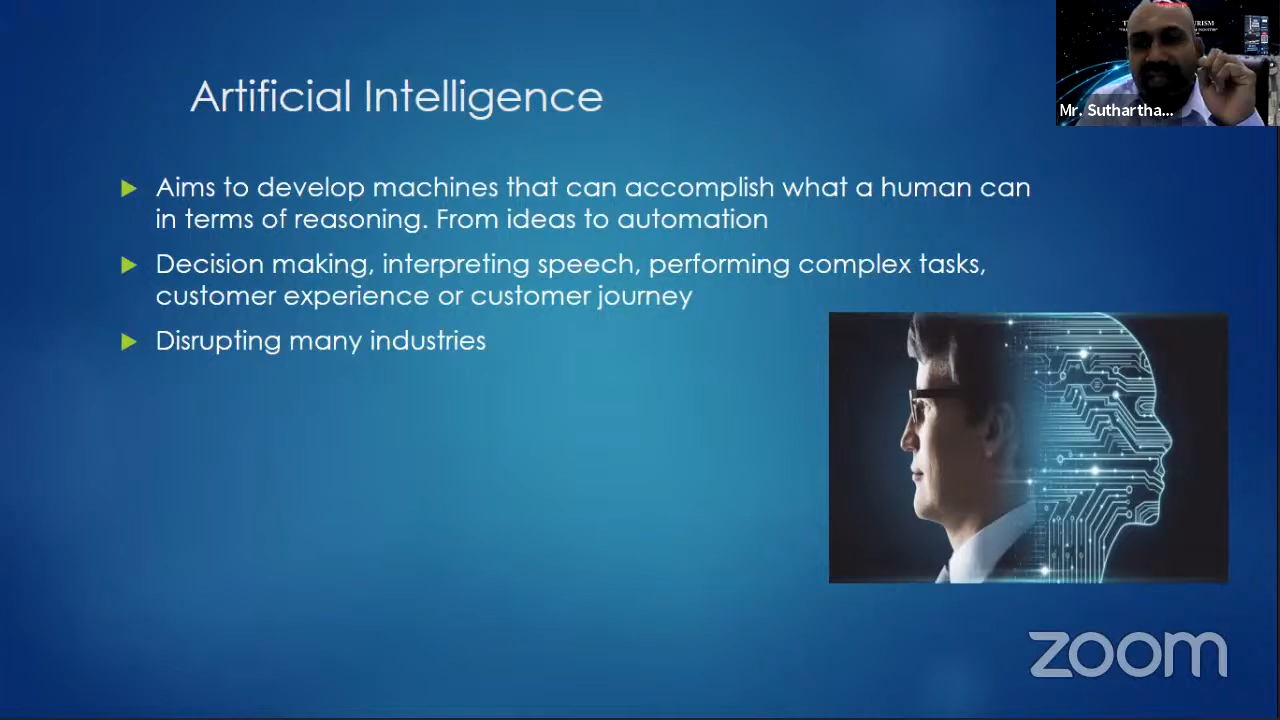 Artificial Intelligence
Aims to develop machines that can accomplish what a human can
in terms of reasoning. From ideas to automation
Decision making, interpreting speech, performing complex tasks,
customer experience or customer journey
Disrupting many industries
Mr. Suthartha...
zoom